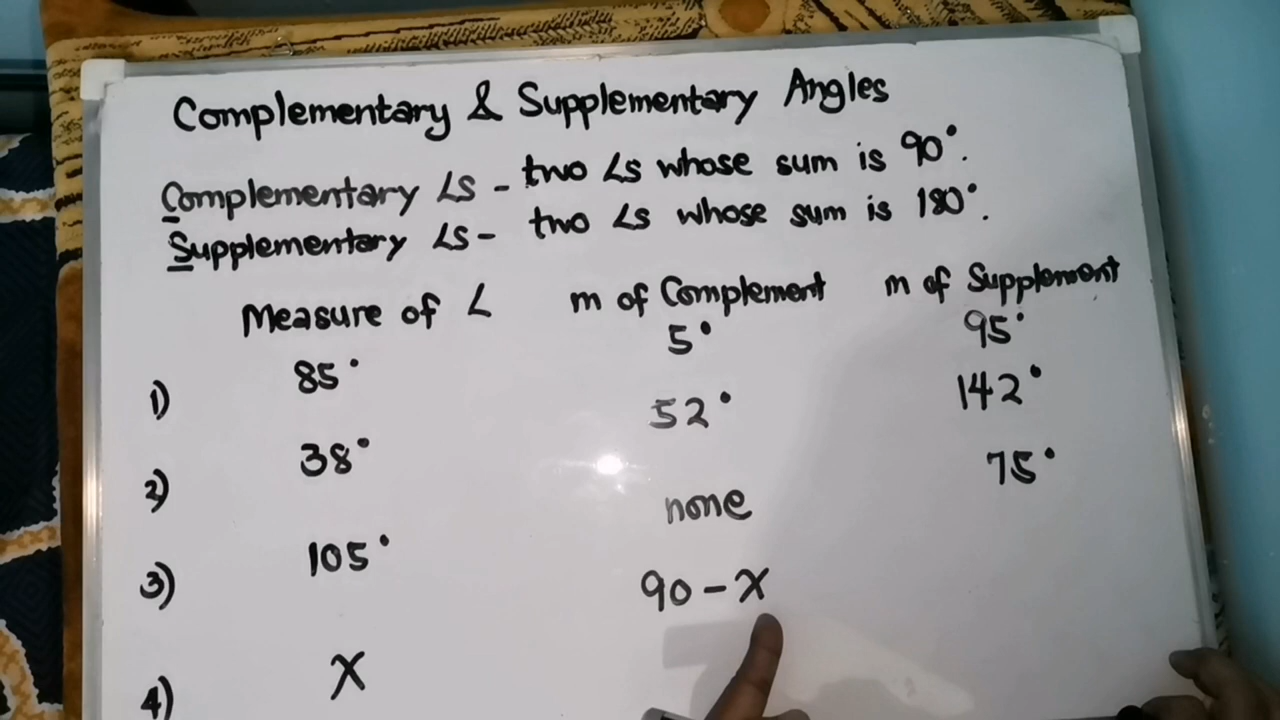 Complementary & Supplementary Angles
Complementary ∠s - two ∠s whose sum is 90°.
Supplementary ∠s - two ∠s whose sum is 180°.
Measure of ∠ m of Complement m of Supplement
1) 85° 5° 95°
2) 38° 52° 142°
3) 105° none 75°
4) x 90 - x